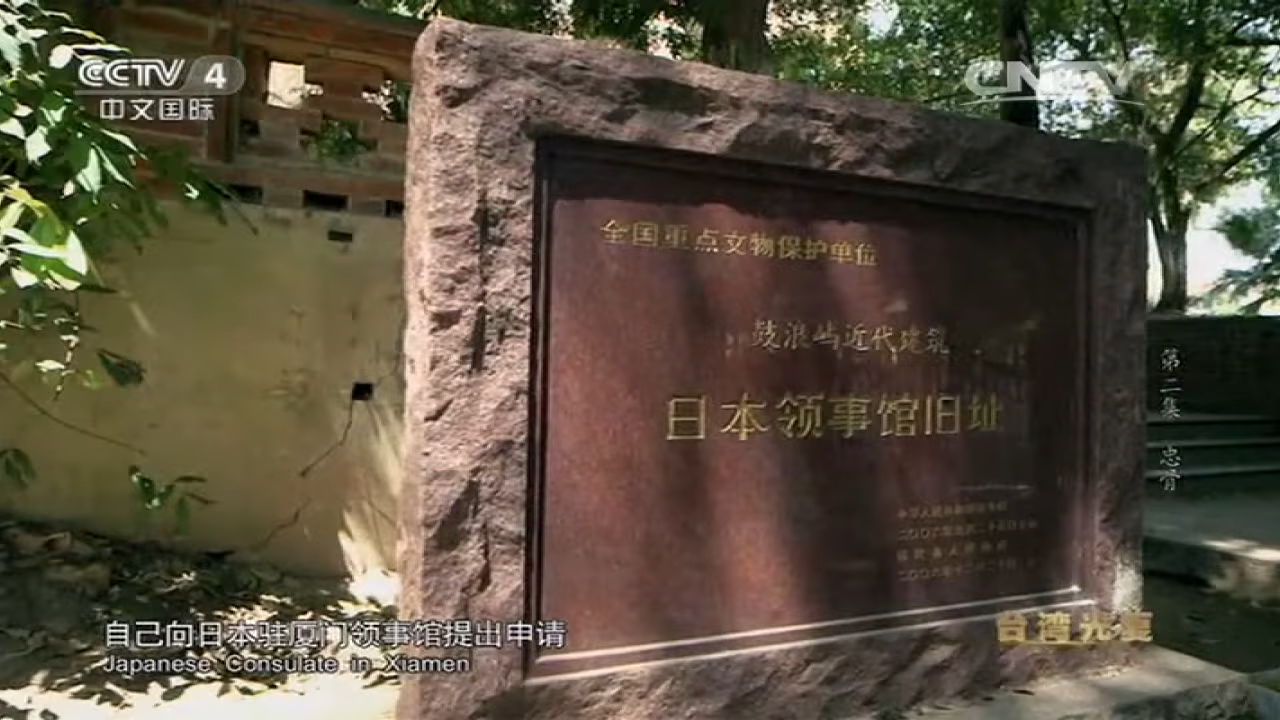 CCTV 4
中文国际
CNTV
全国重点文物保护单位
鼓浪屿近代建筑
日本领事馆旧址
第二集 忠骨
台湾光复
自己向日本驻厦门领事馆提出申请
Japanese Consulate in Xiamen